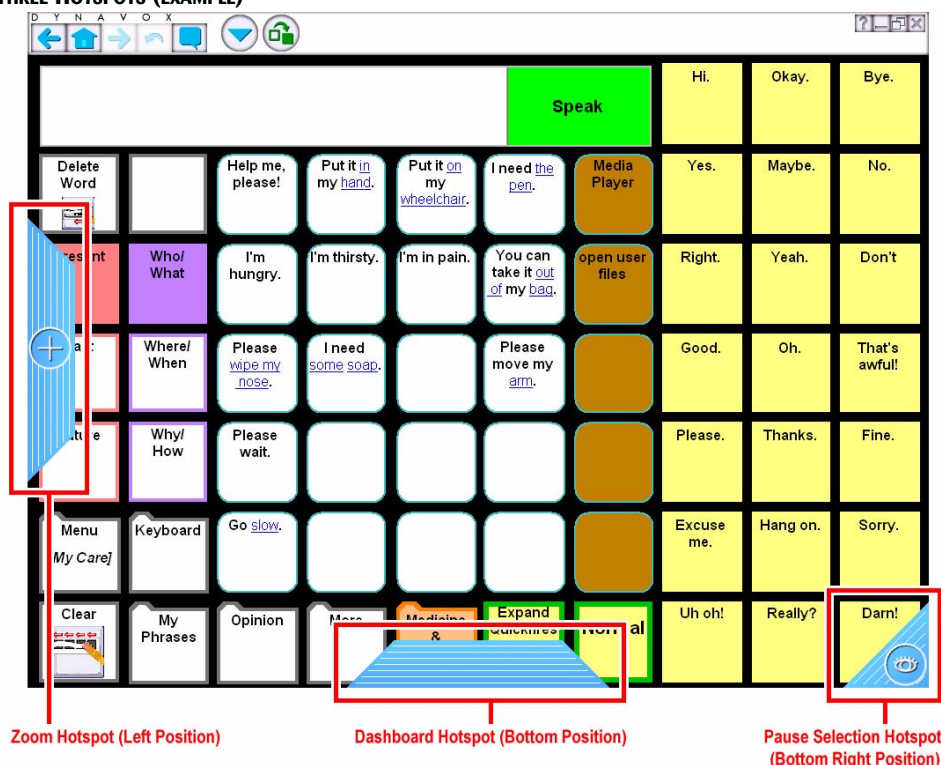 THREE HOTSPOTS (EXAMPLE)
D Y N A V O X
Speak
Hi.
Okay.
Bye.
Delete
Word
Help me,
please!
Put it in
my hand.
Put it on
my
wheelchair.
I need the
pen.
Media
Player
Yes.
Maybe.
No.
Who/
What
I'm
hungry.
I'm thirsty.
I'm in pain.
You can
take it out
of my bag.
open user
files
Right.
Yeah.
Don't
Where/
When
Please
wipe my
nose.
I need
some soap.
Please
move my
arm.
Good.
Oh.
That's
awful!
Why/
How
Please
wait.
Please.
Thanks.
Fine.
Menu
[My Care]
Keyboard
Go slow.
Excuse
me.
Hang on.
Sorry.
Clear
My
Phrases
Opinion
More
Medicine
&
Expand
Quickfires
Normal
Uh oh!
Really?
Darn!
Zoom Hotspot (Left Position)
Dashboard Hotspot (Bottom Position)
Pause Selection Hotspot
(Bottom Right Position)